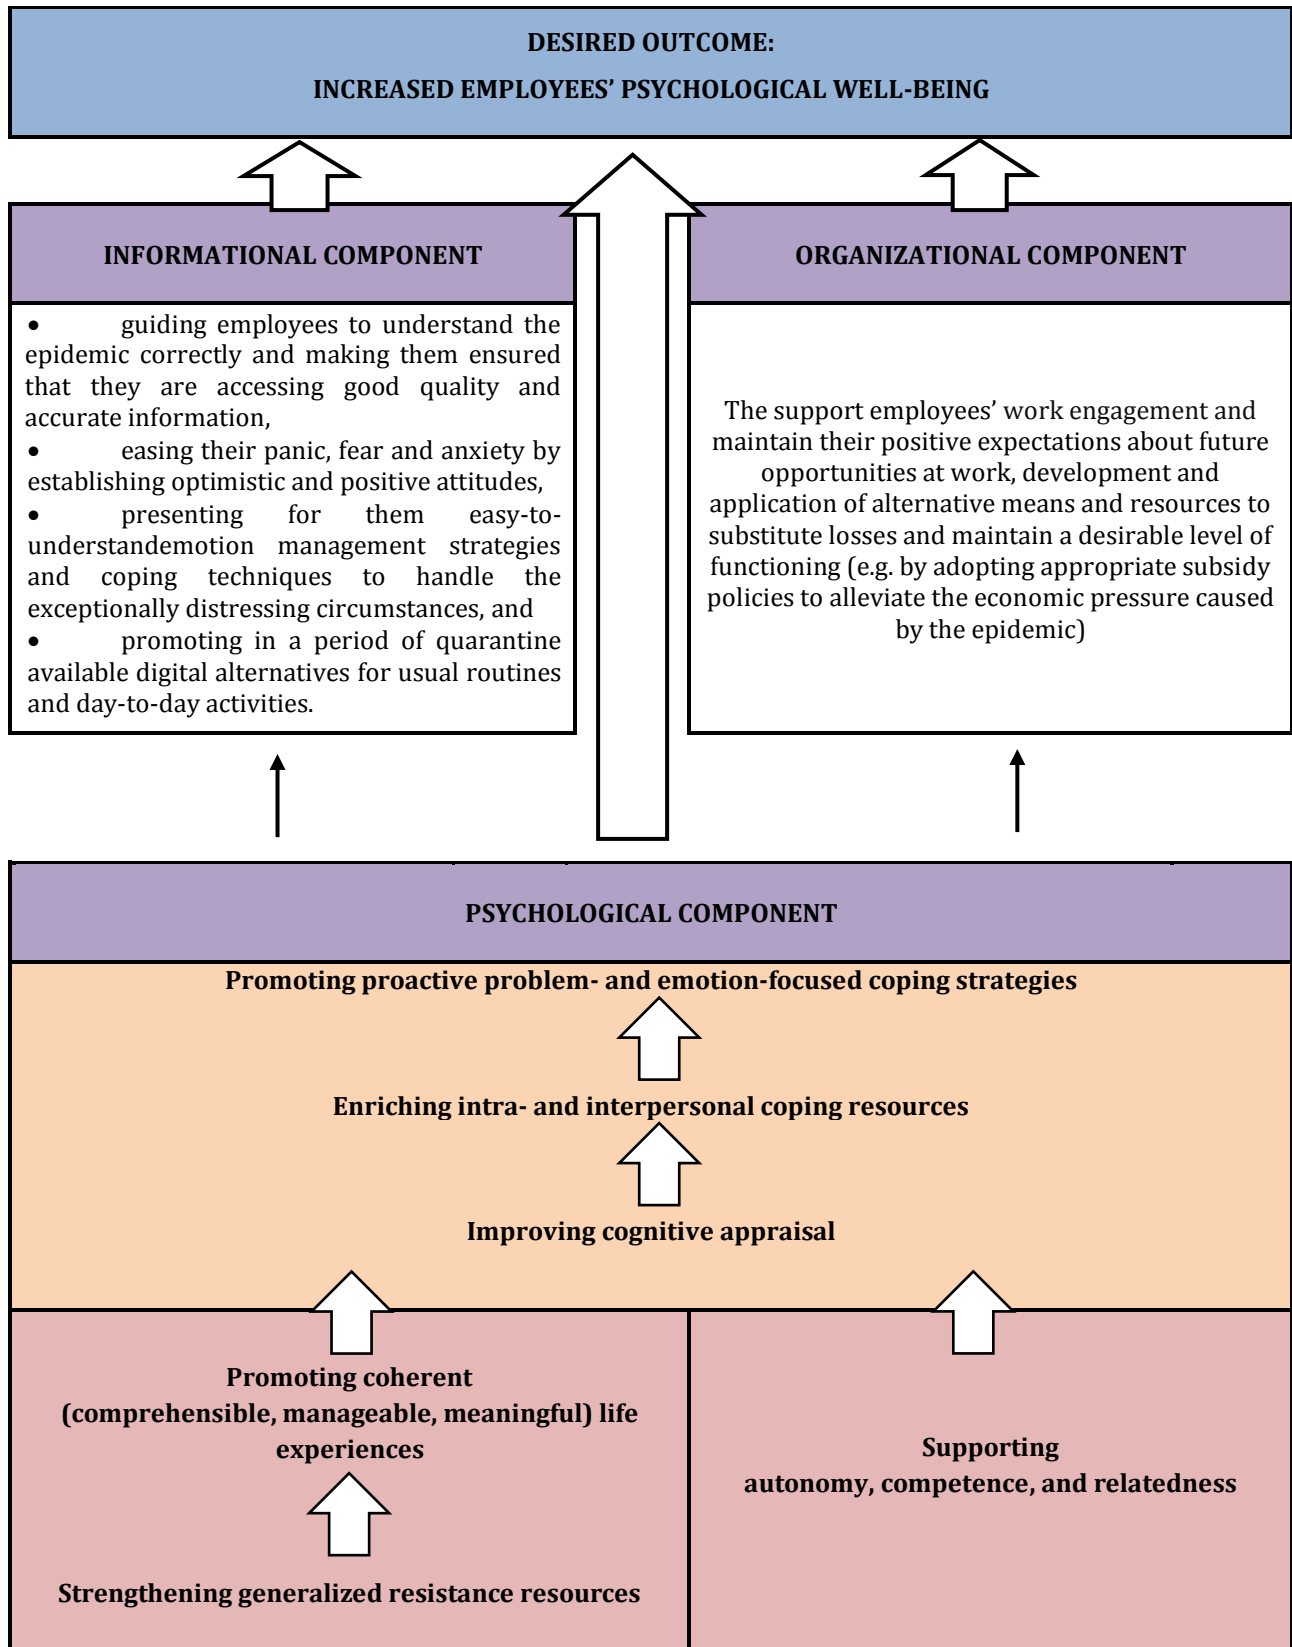 DESIRED OUTCOME:
INCREASED EMPLOYEES’ PSYCHOLOGICAL WELL-BEING
INFORMATIONAL COMPONENT
• guiding employees to understand the
epidemic correctly and making them ensured
that they are accessing good quality and
accurate information,
• easing their panic, fear and anxiety by
establishing optimistic and positive attitudes,
• presenting for them easy-to-
understandemotion management strategies
and coping techniques to handle the
exceptionally distressing circumstances, and
• promoting in a period of quarantine
available digital alternatives for usual routines
and day-to-day activities.
ORGANIZATIONAL COMPONENT
The support employees’ work engagement and
maintain their positive expectations about future
opportunities at work, development and
application of alternative means and resources to
substitute losses and maintain a desirable level of
functioning (e.g. by adopting appropriate subsidy
policies to alleviate the economic pressure caused
by the epidemic)
PSYCHOLOGICAL COMPONENT
Promoting proactive problem- and emotion-focused coping strategies
Enriching intra- and interpersonal coping resources
Improving cognitive appraisal
Promoting coherent
(comprehensible, manageable, meaningful) life
experiences
Strengthening generalized resistance resources
Supporting
autonomy, competence, and relatedness